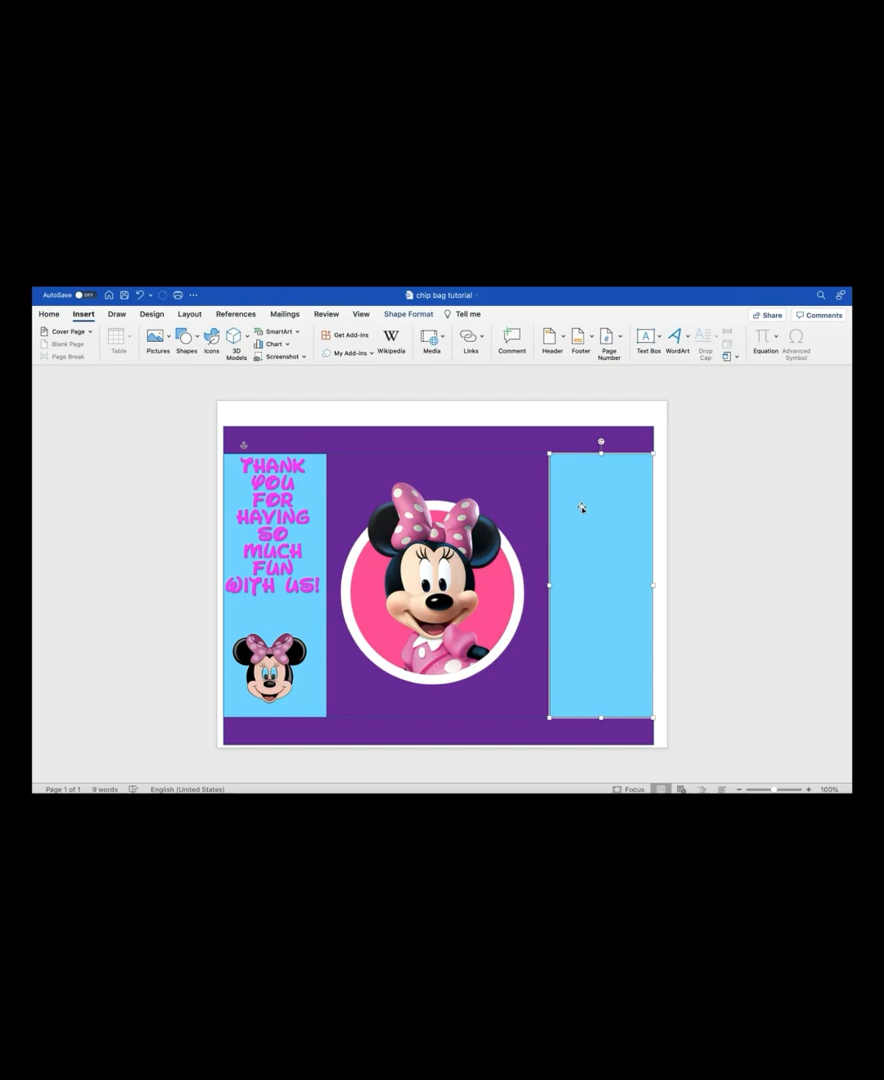 AutoSave OFF
chip bag tutorial
Home Insert Draw Design Layout References Mailings Review View Shape Format Tell me
Share Comments
Cover Page
Blank Page
Page Break
Table
Pictures
Shapes
Icons
3D
Models
SmartArt
Chart
Screenshot
Get Add-ins
My Add-ins
Wikipedia
Media
Links
Comment
Header
Footer
Page
Number
Text Box
WordArt
Drop
Cap
Equation
Advanced
Symbol
THANK
YOU
FOR
HAVING
SO
MUCH
FUN
WITH US!
Page 1 of 1 9 words English (United States) Focus 100%